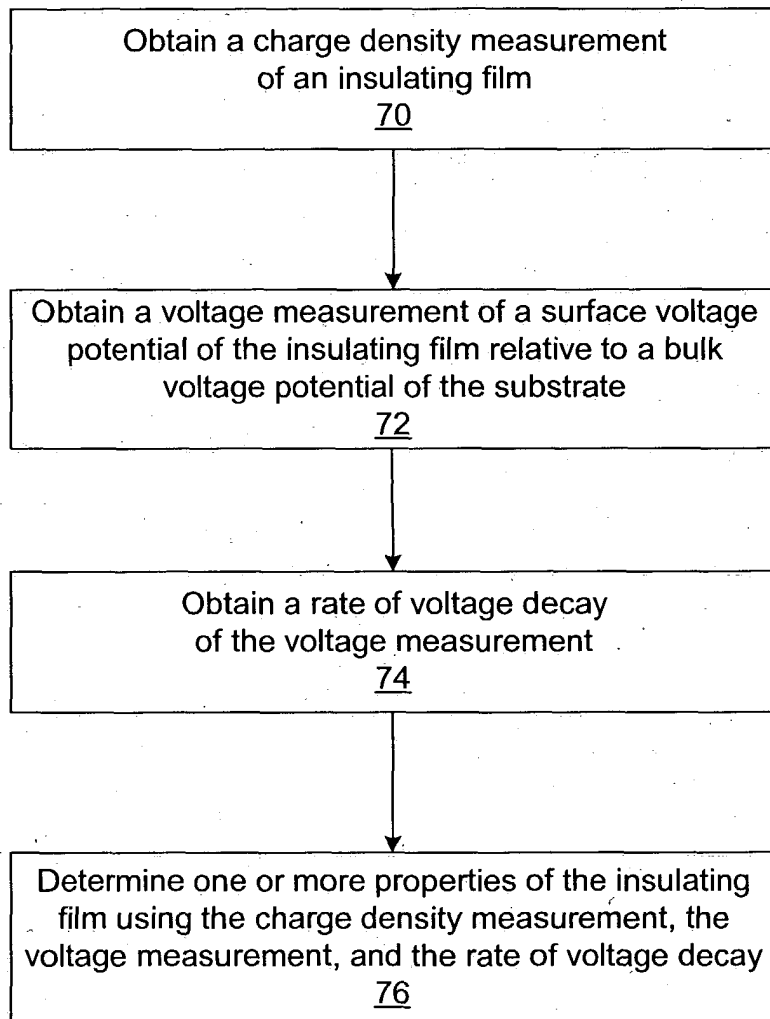 Obtain a charge density measurement
of an insulating film
70
Obtain a voltage measurement of a surface voltage
potential of the insulating film relative to a bulk
voltage potential of the substrate
72
Obtain a rate of voltage decay
of the voltage measurement
74
Determine one or more properties of the insulating
film using the charge density measurement, the
voltage measurement, and the rate of voltage decay
76